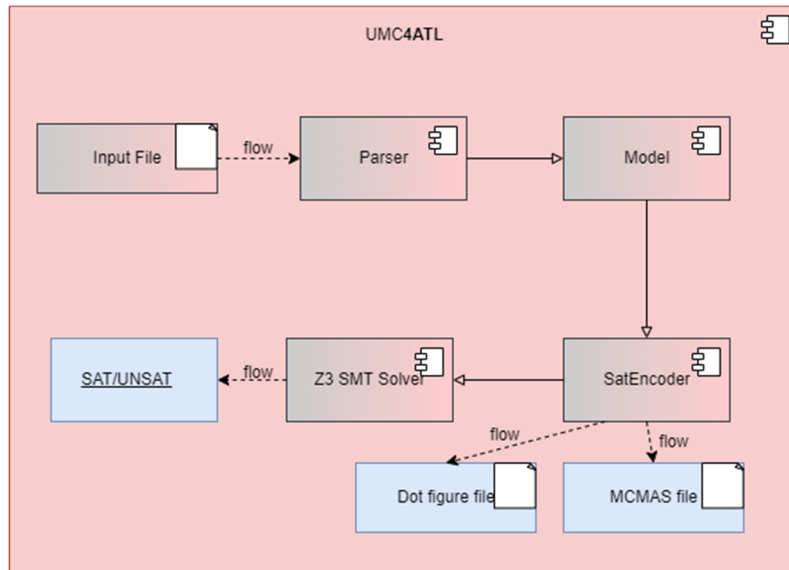 UMC4ATL
Input File
flow
Parser
Model
SAT/UNSAT
flow
Z3 SMT Solver
SatEncoder
flow
flow
Dot figure file
MCMAS file